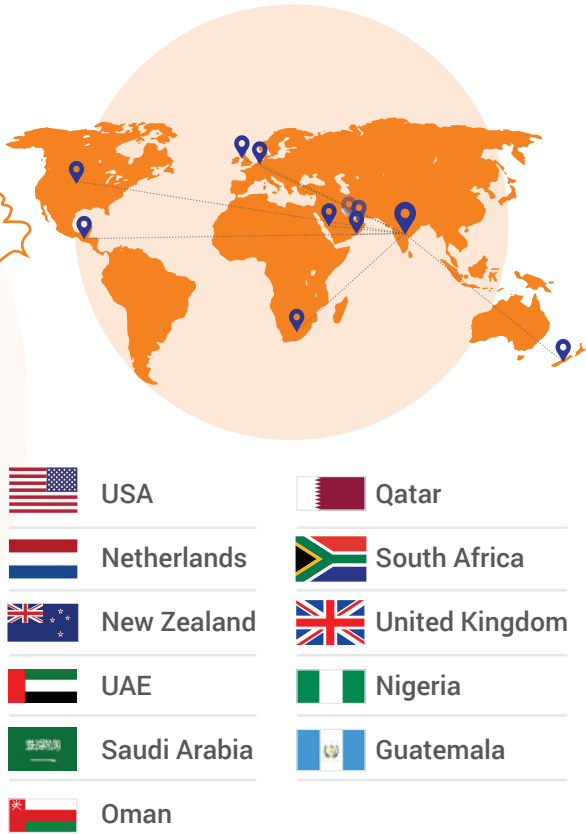 USA
Netherlands
New Zealand
UAE
Saudi Arabia
Oman
Qatar
South Africa
United Kingdom
Nigeria
Guatemala